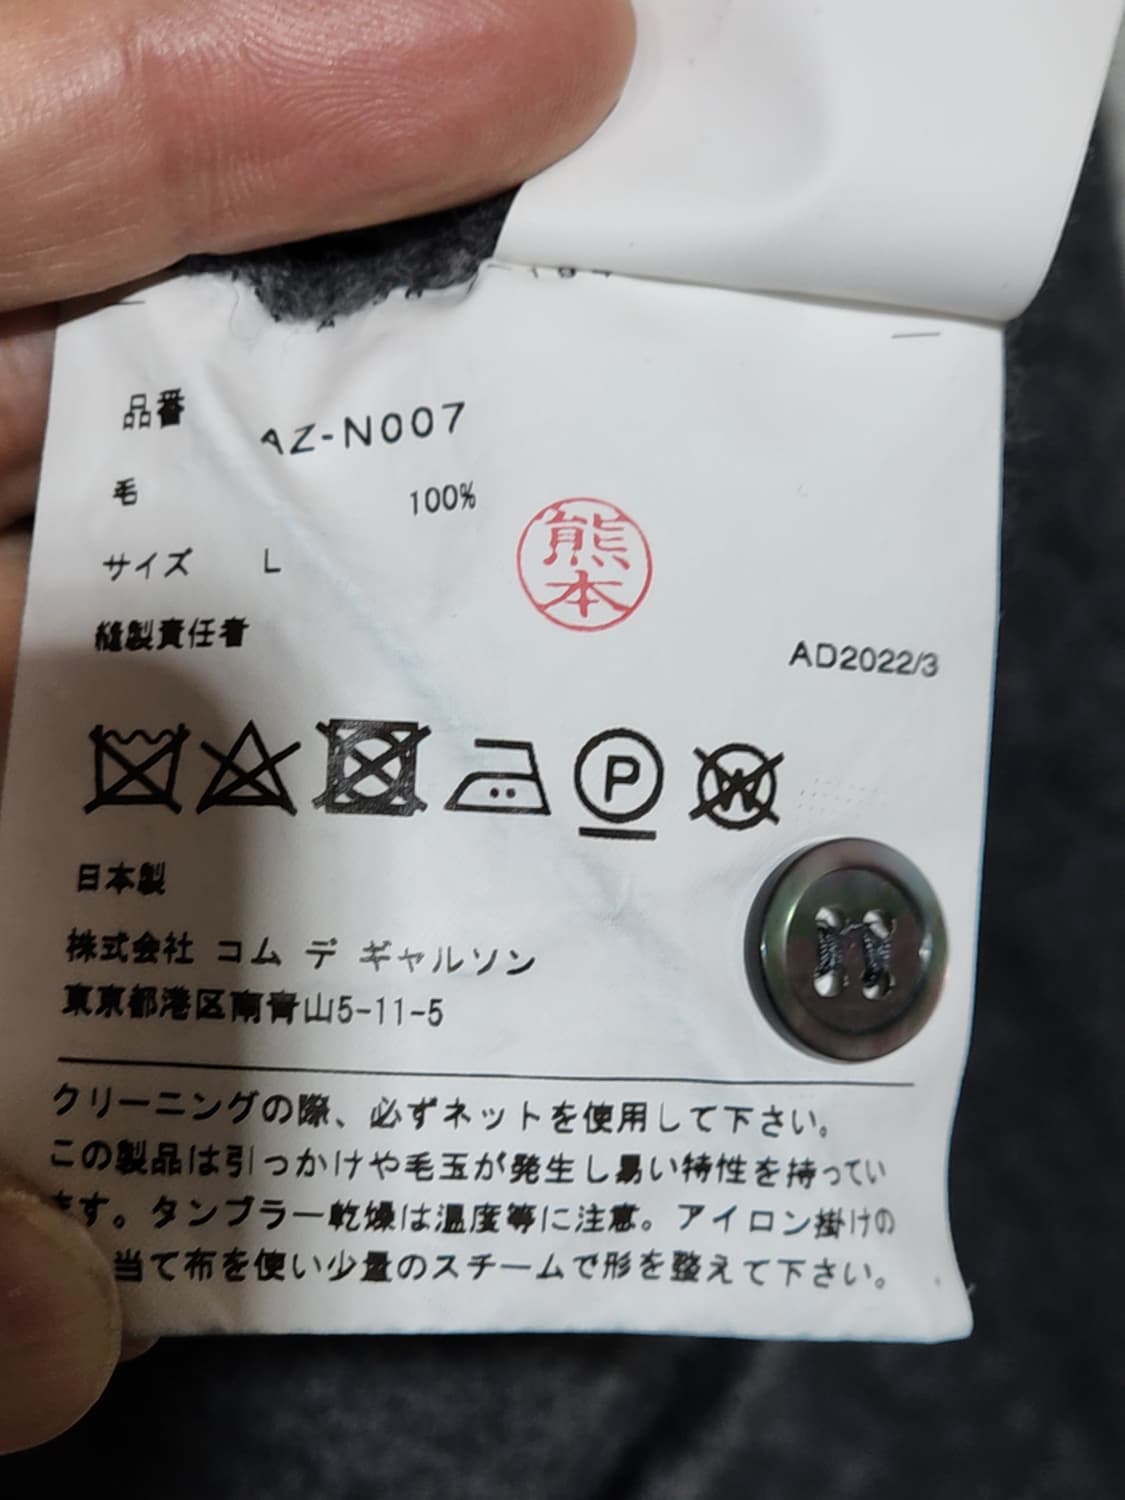 品番 AZ-N007
毛 100%
熊本
サイズ L
縫製責任者
AD2022/3
P
W
日本製
株式会社 コム デ ギャルソン
東京都港区南青山5-11-5
クリーニングの際、必ずネットを使用して下さい。
この製品は引っかけや毛玉が発生し易い特性を持ってい
ます。タンブラー乾燥は温度等に注意。アイロン掛けの
当て布を使い少量のスチームで形を整えて下さい。